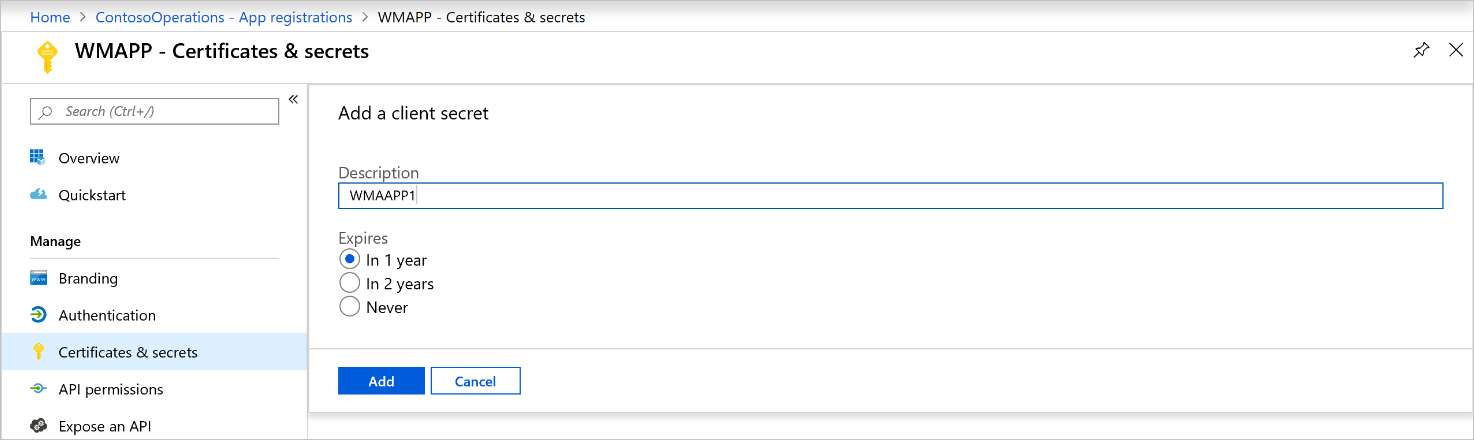 Home > ContosoOperations - App registrations > WMAPP - Certificates & secrets
WMAPP - Certificates & secrets
Search (Ctrl+/)
«
Overview
Quickstart
Manage
Branding
Authentication
Certificates & secrets
API permissions
Expose an API
Add a client secret
Description
WMAAPP1
Expires
In 1 year
In 2 years
Never
Add Cancel